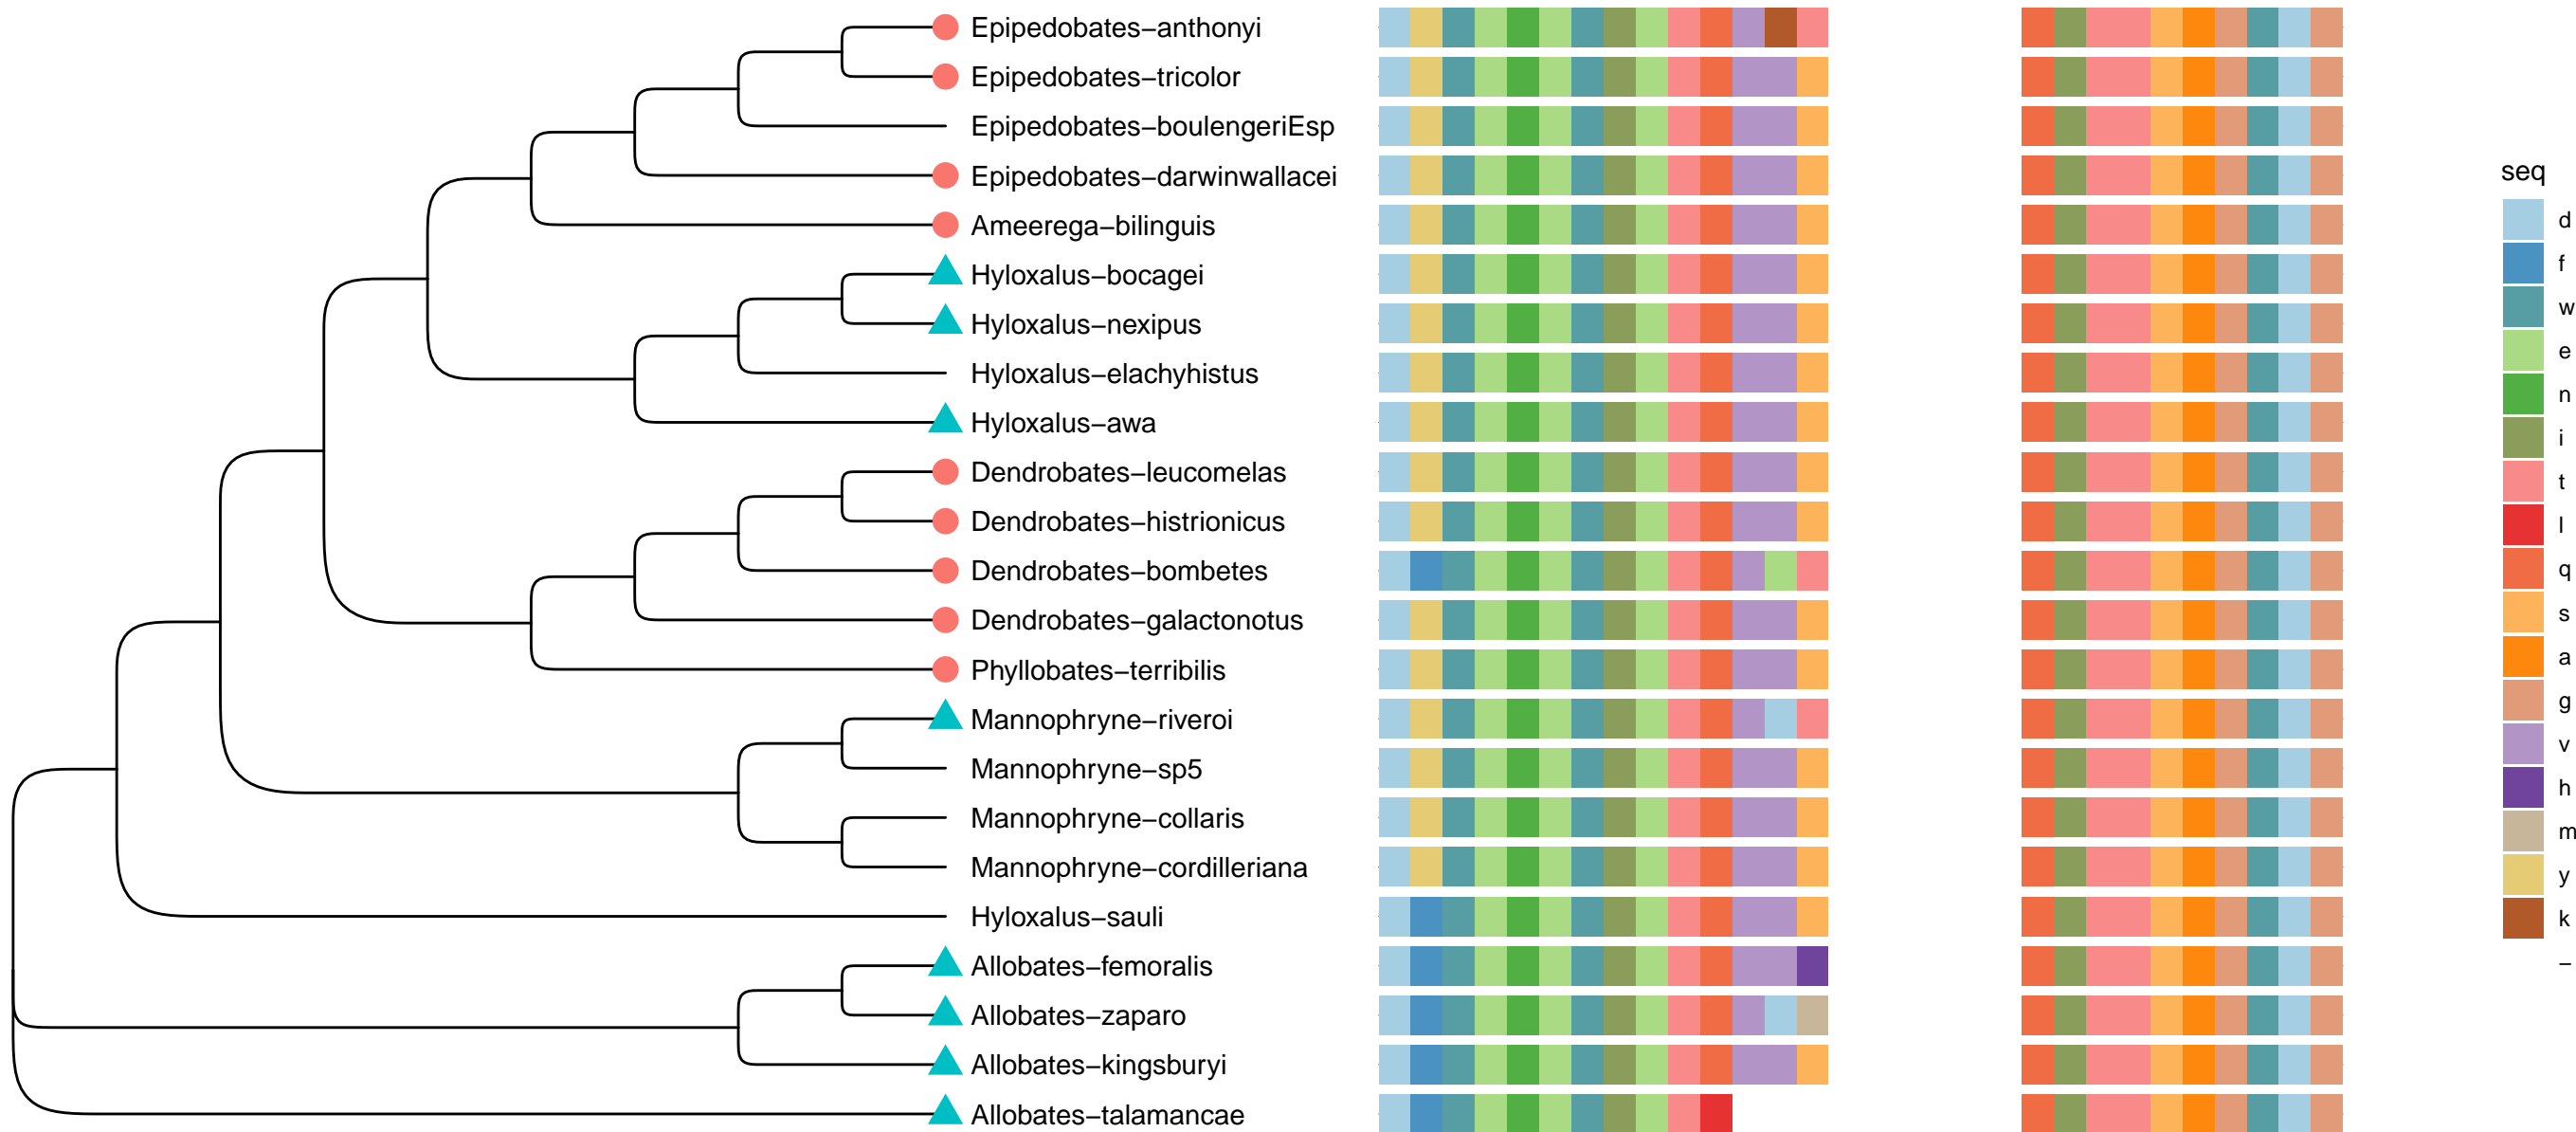 Epipedobates−anthonyi
Epipedobates−tricolor
Epipedobates−boulengeriEsp
Epipedobates−darwinwallacei
Ameerega−bilinguis
Hyloxalus−bocagei
Hyloxalus−nexipus
Hyloxalus−elachyhistus
Hyloxalus−awa
Dendrobates−leucomelas
Dendrobates−histrionicus
Dendrobates−bombetes
Dendrobates−galactonotus
Phyllobates−terribilis
Mannophryne−riveroi
Mannophryne−sp5
Mannophryne−collaris
Mannophryne−cordilleriana
Hyloxalus−sauli
Allobates−femoralis
Allobates−zaparo
Allobates−kingsburyi
Allobates−talamancae
seq
d
f
w
e
n
i
t
l
q
s
a
g
v
h
m
y
k
−